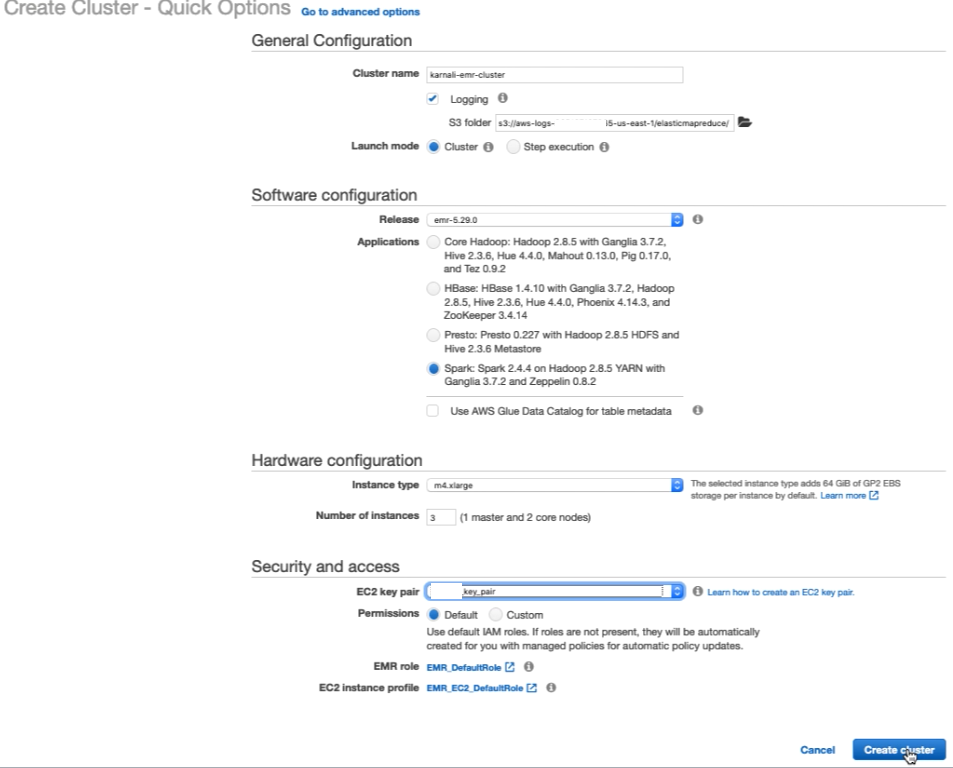 Create Cluster - Quick Options Go to advanced options
General Configuration
Cluster name karnali-emr-cluster
Logging
S3 folder s3://aws-logs- i5-us-east-1/elasticmapreduce/
Launch mode Cluster Step execution
Software configuration
Release emr-5.29.0
Applications Core Hadoop: Hadoop 2.8.5 with Ganglia 3.7.2,
Hive 2.3.6, Hue 4.4.0, Mahout 0.13.0, Pig 0.17.0,
and Tez 0.9.2
HBase: HBase 1.4.10 with Ganglia 3.7.2, Hadoop
2.8.5, Hive 2.3.6, Hue 4.4.0, Phoenix 4.14.3, and
ZooKeeper 3.4.14
Presto: Presto 0.227 with Hadoop 2.8.5 HDFS and
Hive 2.3.6 Metastore
Spark: Spark 2.4.4 on Hadoop 2.8.5 YARN with
Ganglia 3.7.2 and Zeppelin 0.8.2
Use AWS Glue Data Catalog for table metadata
Hardware configuration
Instance type m4.xlarge The selected instance type adds 64 GiB of GP2 EBS
storage per instance by default. Learn more
Number of instances 3 (1 master and 2 core nodes)
Security and access
EC2 key pair key_pair Learn how to create an EC2 key pair.
Permissions Default Custom
Use default IAM roles. If roles are not present, they will be automatically
created for you with managed policies for automatic policy updates.
EMR role EMR_DefaultRole
EC2 instance profile EMR_EC2_DefaultRole
Cancel Create cluster